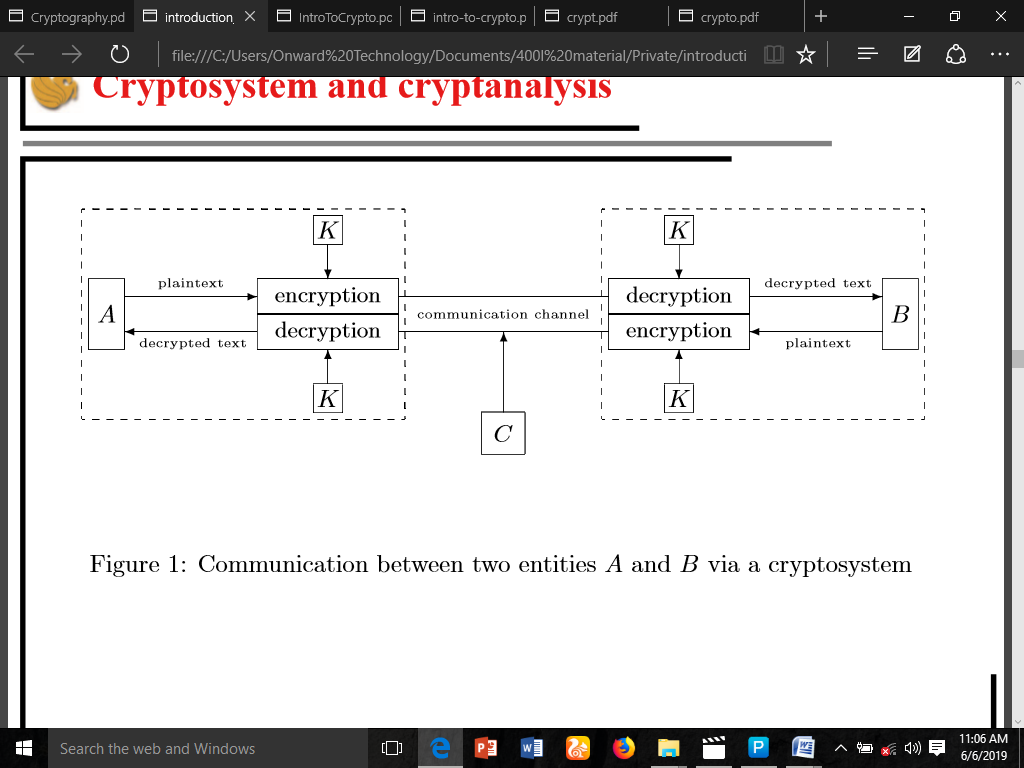 Cryptography.pd
introduction
IntroToCrypto.pc
intro-to-crypto.p
crypt.pdf
crypto.pdf
file:///C:/Users/Onward%20Technology/Documents/400l%20material/Private/introducti
Cryptosystem and cryptanalysis
K
K
plaintext
encryption
decryption
decrypted text
A
communication channel
B
decrypted text
decryption
encryption
plaintext
K
K
C
Figure 1: Communication between two entities A and B via a cryptosystem
Search the web and Windows
11:06 AM
6/6/2019